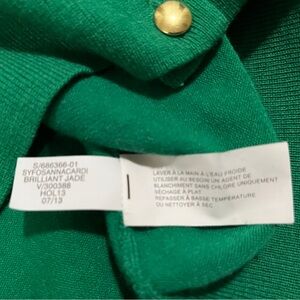 S/686366-01
SYFOSANNACARDI
BRILLIANT JADE
V/300388
HOL13
07/13
LAVER À LA MAIN A L'EAU FROIDE
UTILISER AU BESOIN UN AGENT DE
BLANCHIMENT SANS CHLORE UNIQUEMENT
SÉCHAGE À PLAT
REPASSER À BASSE TEMPÉRATURE
OU NETTOYER À SEC